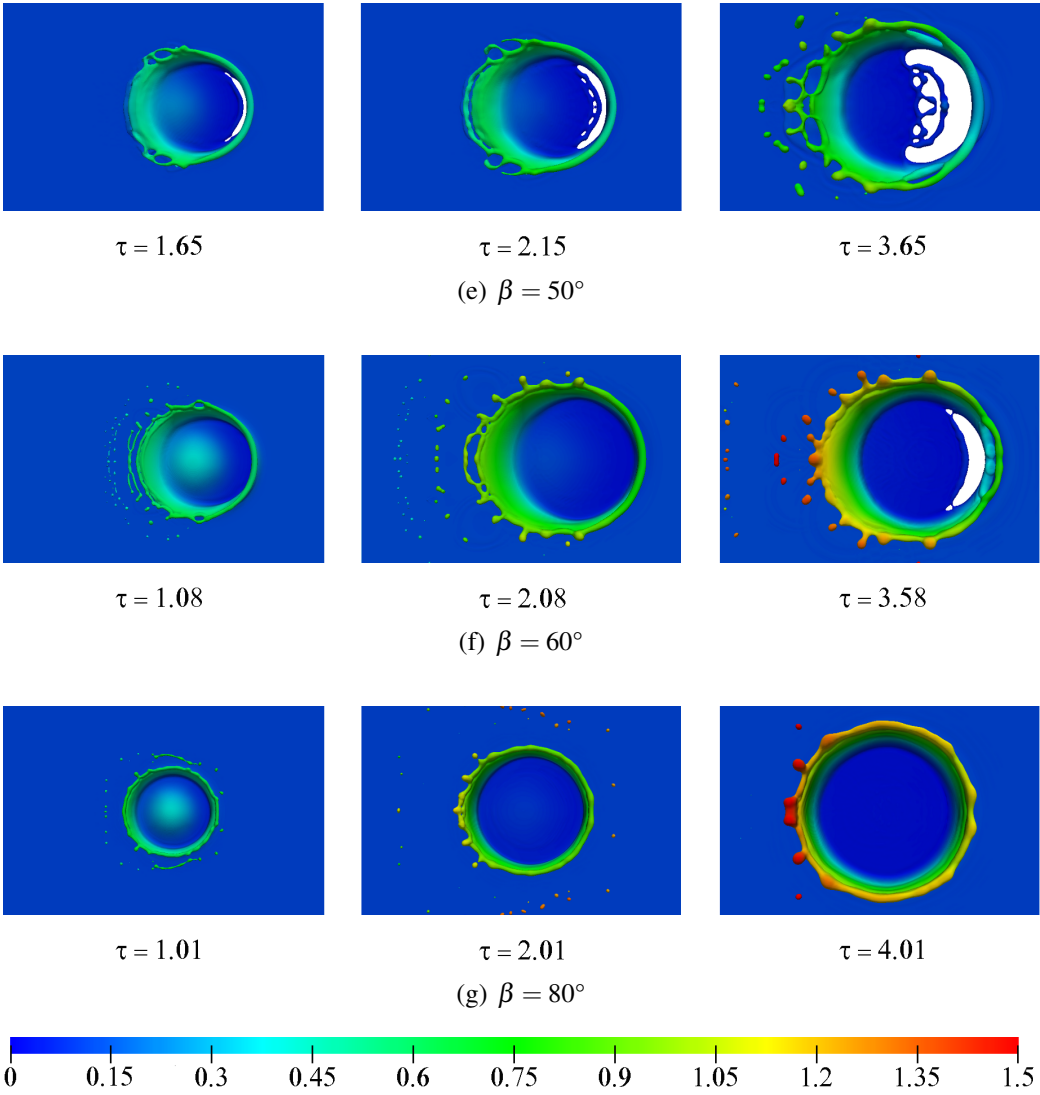 τ = 1.65 τ = 2.15 τ = 3.65
(e) β = 50°
τ = 1.08 τ = 2.08 τ = 3.58
(f) β = 60°
τ = 1.01 τ = 2.01 τ = 4.01
(g) β = 80°
0 0.15 0.3 0.45 0.6 0.75 0.9 1.05 1.2 1.35 1.5